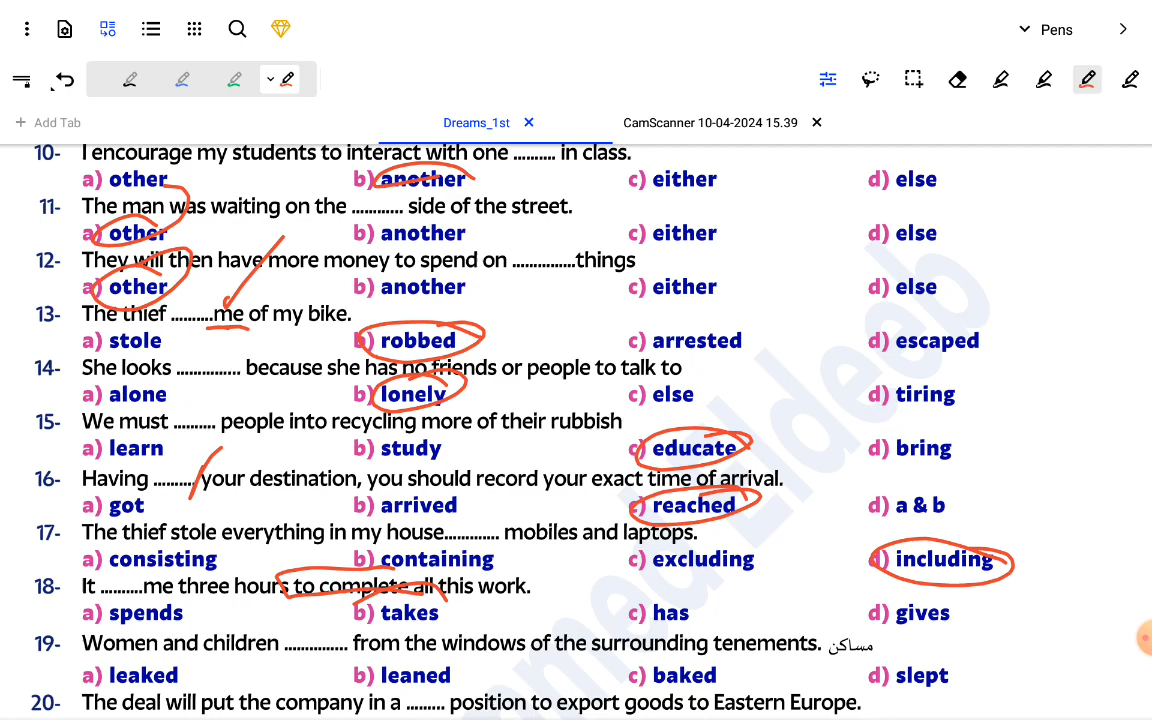 Pens
Add Tab
Dreams_1st
CamScanner 10-04-2024 15.39
10- I encourage my students to interact with one .......... in class.
a) other b) another c) either d) else
11- The man was waiting on the ............ side of the street.
a) other b) another c) either d) else
12- They will then have more money to spend on ...............things
a) other b) another c) either d) else
13- The thief ..........me of my bike.
a) stole b) robbed c) arrested d) escaped
14- She looks ............... because she has no friends or people to talk to
a) alone b) lonely c) else d) tiring
15- We must .......... people into recycling more of their rubbish
a) learn b) study c) educate d) bring
16- Having .......... your destination, you should record your exact time of arrival.
a) got b) arrived c) reached d) a & b
17- The thief stole everything in my house............. mobiles and laptops.
a) consisting b) containing c) excluding d) including
18- It ..........me three hours to complete all this work.
a) spends b) takes c) has d) gives
19- Women and children ............... from the windows of the surrounding tenements. مساكن
a) leaked b) leaned c) baked d) slept
20- The deal will put the company in a ......... position to export goods to Eastern Europe.